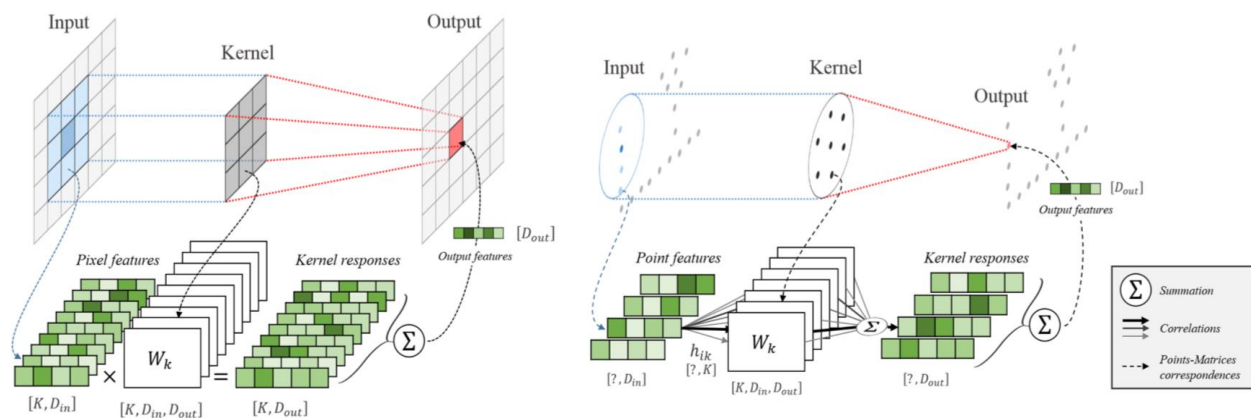 Input
Kernel
Output
[D_out]
Output features
Pixel features
Kernel responses
W_k
Σ
×
=
[K, D_in]
[K, D_in, D_out]
[K, D_out]
Input
Kernel
Output
[D_out]
Output features
Point features
Kernel responses
h_ik
[?, K]
W_k
Σ
Σ
[?, D_in]
[K, D_in, D_out]
[?, D_out]
Σ Summation
Correlations
Points-Matrices
correspondences